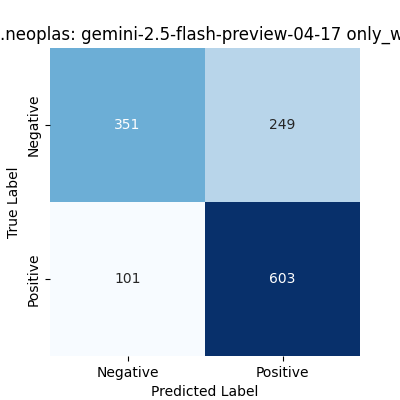 .neoplas: gemini-2.5-flash-preview-04-17 only_w
True Label
Negative
351
249
Positive
101
603
Negative
Positive
Predicted Label